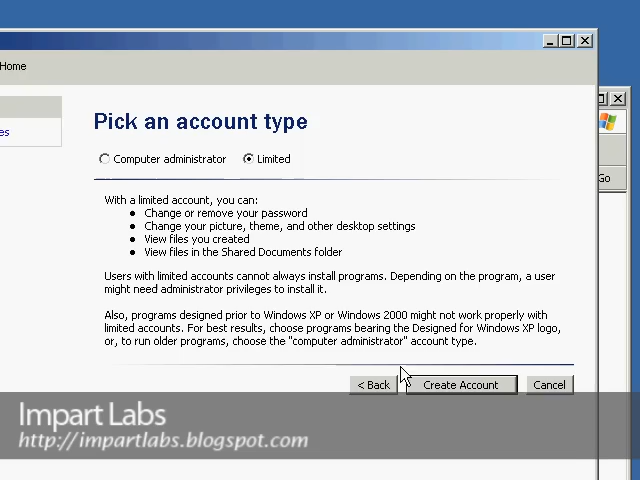 Home
es
Pick an account type
Computer administrator
Limited
With a limited account, you can:
• Change or remove your password
• Change your picture, theme, and other desktop settings
• View files you created
• View files in the Shared Documents folder
Users with limited accounts cannot always install programs. Depending on the program, a user
might need administrator privileges to install it.
Also, programs designed prior to Windows XP or Windows 2000 might not work properly with
limited accounts. For best results, choose programs bearing the Designed for Windows XP logo,
or, to run older programs, choose the "computer administrator" account type.
< Back
Create Account
Cancel
Go
Impart Labs
http://impartlabs.blogspot.com